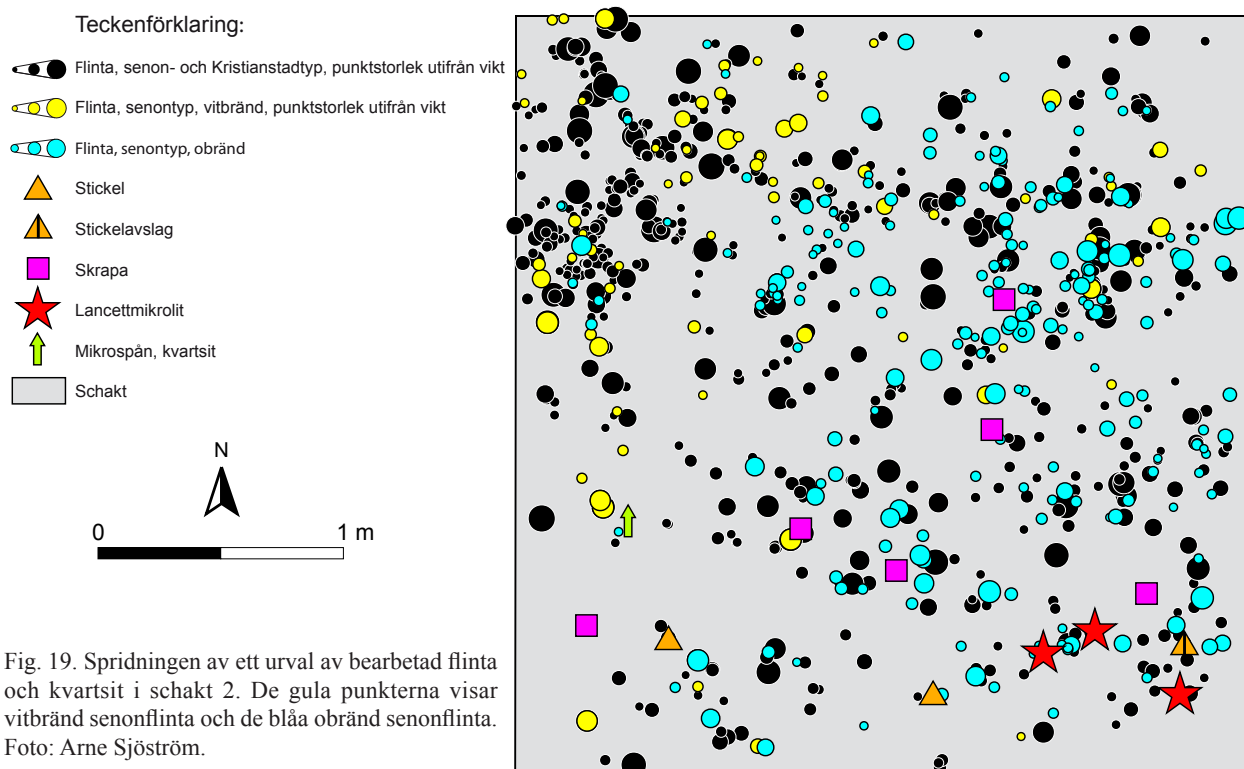 Teckenförklaring:
Flinta, senon- och Kristianstadtyp, punktstorlek utifrån vikt
Flinta, senontyp, vitbränd, punktstorlek utifrån vikt
Flinta, senontyp, obränd
Stickel
Stickelavslag
Skrapa
Lancettmikrolit
Mikrospån, kvartsit
Schakt
N
0 1 m
Fig. 19. Spridningen av ett urval av bearbetad flinta
och kvartsit i schakt 2. De gula punkterna visar
vitbränd senonflinta och de blåa obränd senonflinta.
Foto: Arne Sjöström.